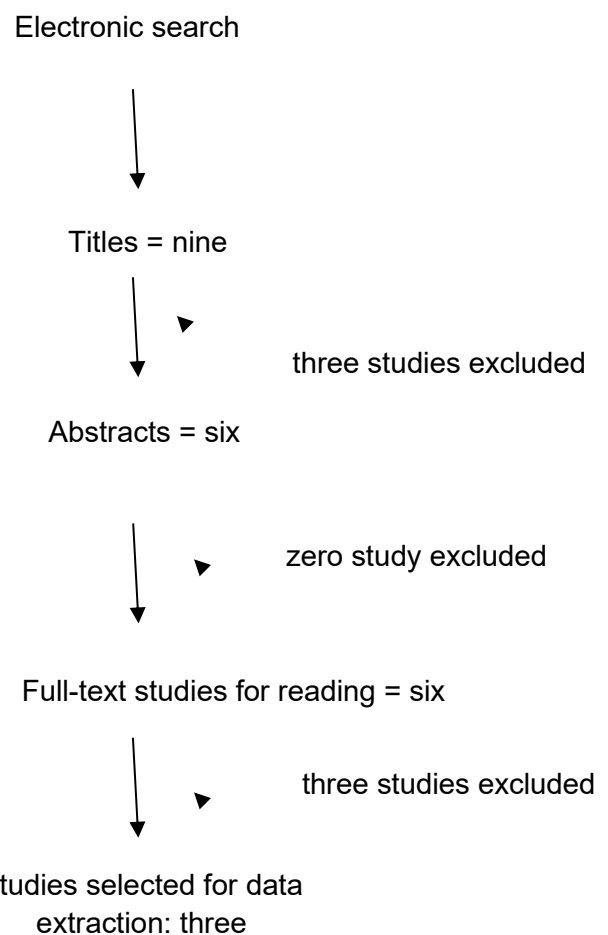 Electronic search
Titles = nine
three studies excluded
Abstracts = six
zero study excluded
Full-text studies for reading = six
three studies excluded
tudies selected for data
extraction: three